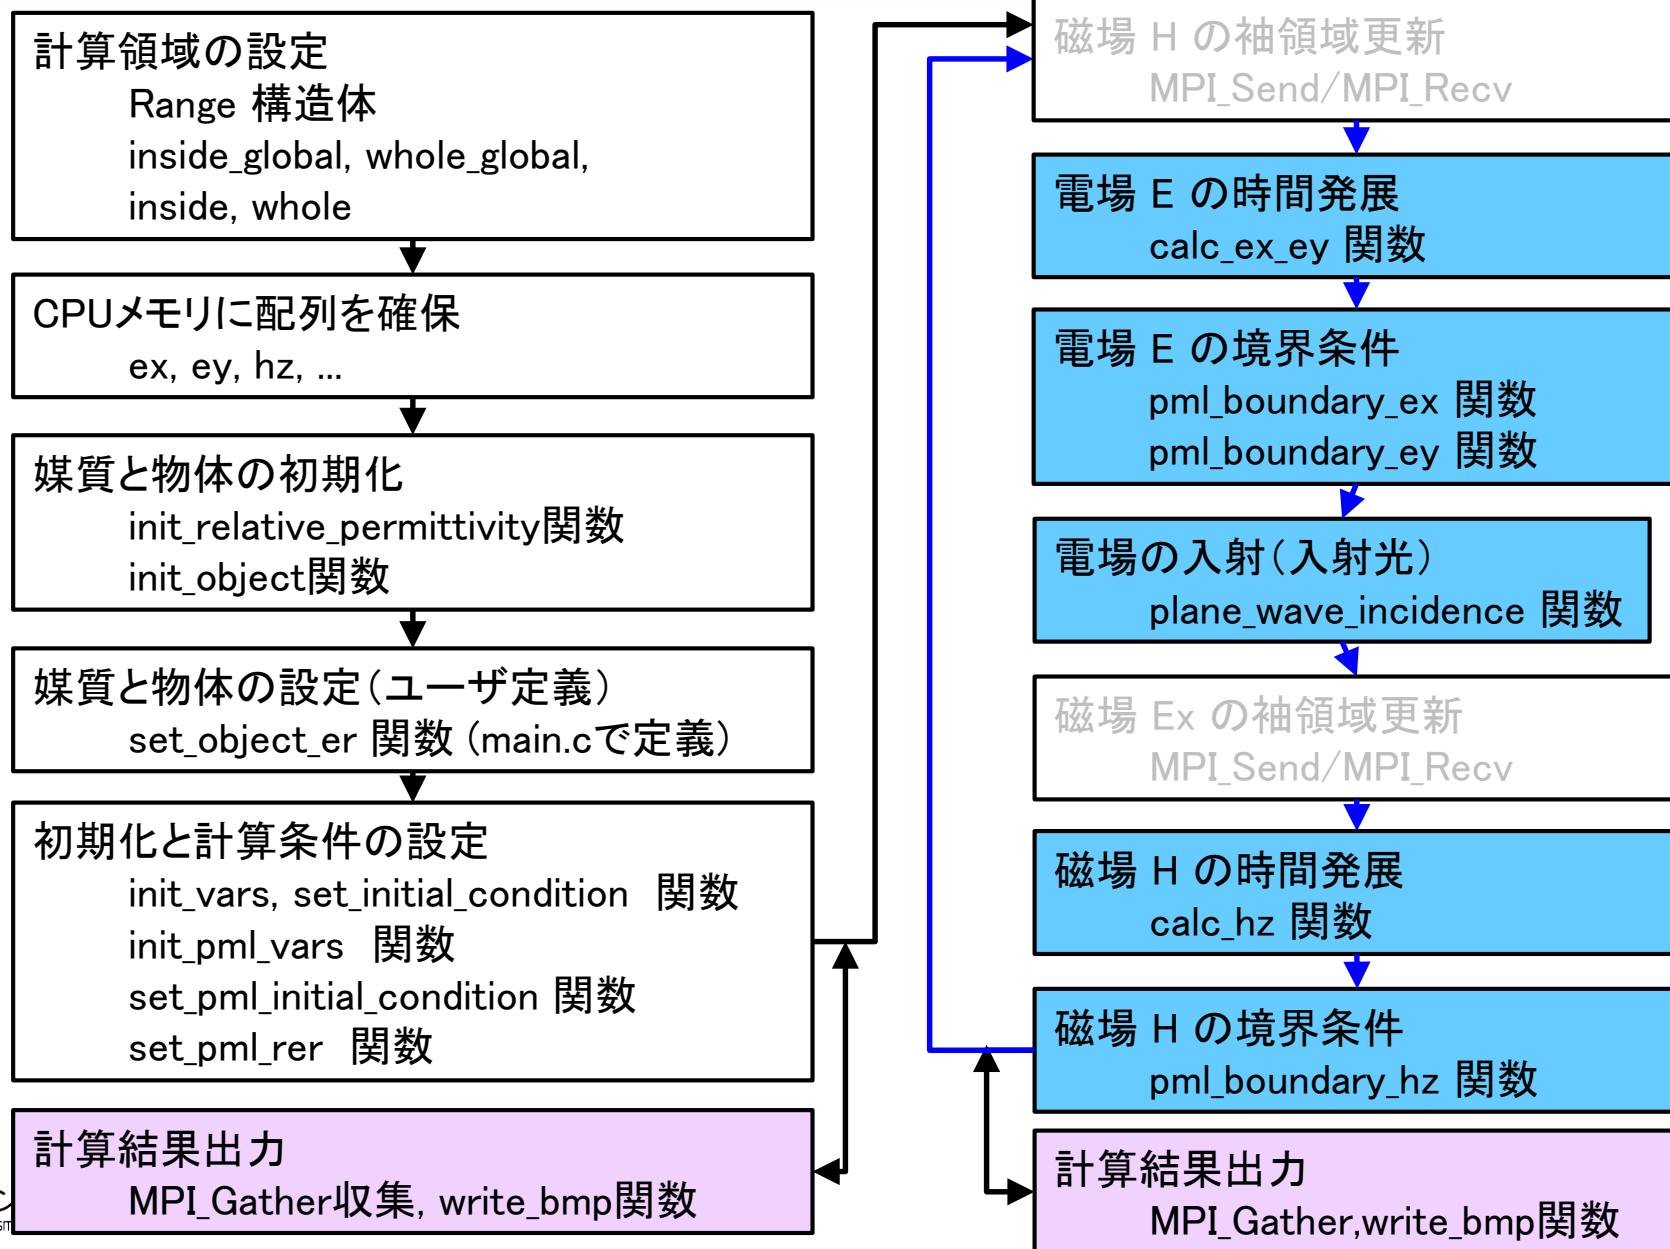 計算領域の設定
Range 構造体
inside_global, whole_global,
inside, whole
CPUメモリに配列を確保
ex, ey, hz, ...
媒質と物体の初期化
init_relative_permittivity関数
init_object関数
媒質と物体の設定（ユーザ定義）
set_object_er 関数 (main.cで定義）
初期化と計算条件の設定
init_vars, set_initial_condition 関数
init_pml_vars 関数
set_pml_initial_condition 関数
set_pml_rer 関数
計算結果出力
MPI_Gather収集, write_bmp関数
磁場 H の袖領域更新
MPI_Send/MPI_Recv
電場 E の時間発展
calc_ex_ey 関数
電場 E の境界条件
pml_boundary_ex 関数
pml_boundary_ey 関数
電場の入射（入射光）
plane_wave_incidence 関数
磁場 Ex の袖領域更新
MPI_Send/MPI_Recv
磁場 H の時間発展
calc_hz 関数
磁場 H の境界条件
pml_boundary_hz 関数
計算結果出力
MPI_Gather,write_bmp関数